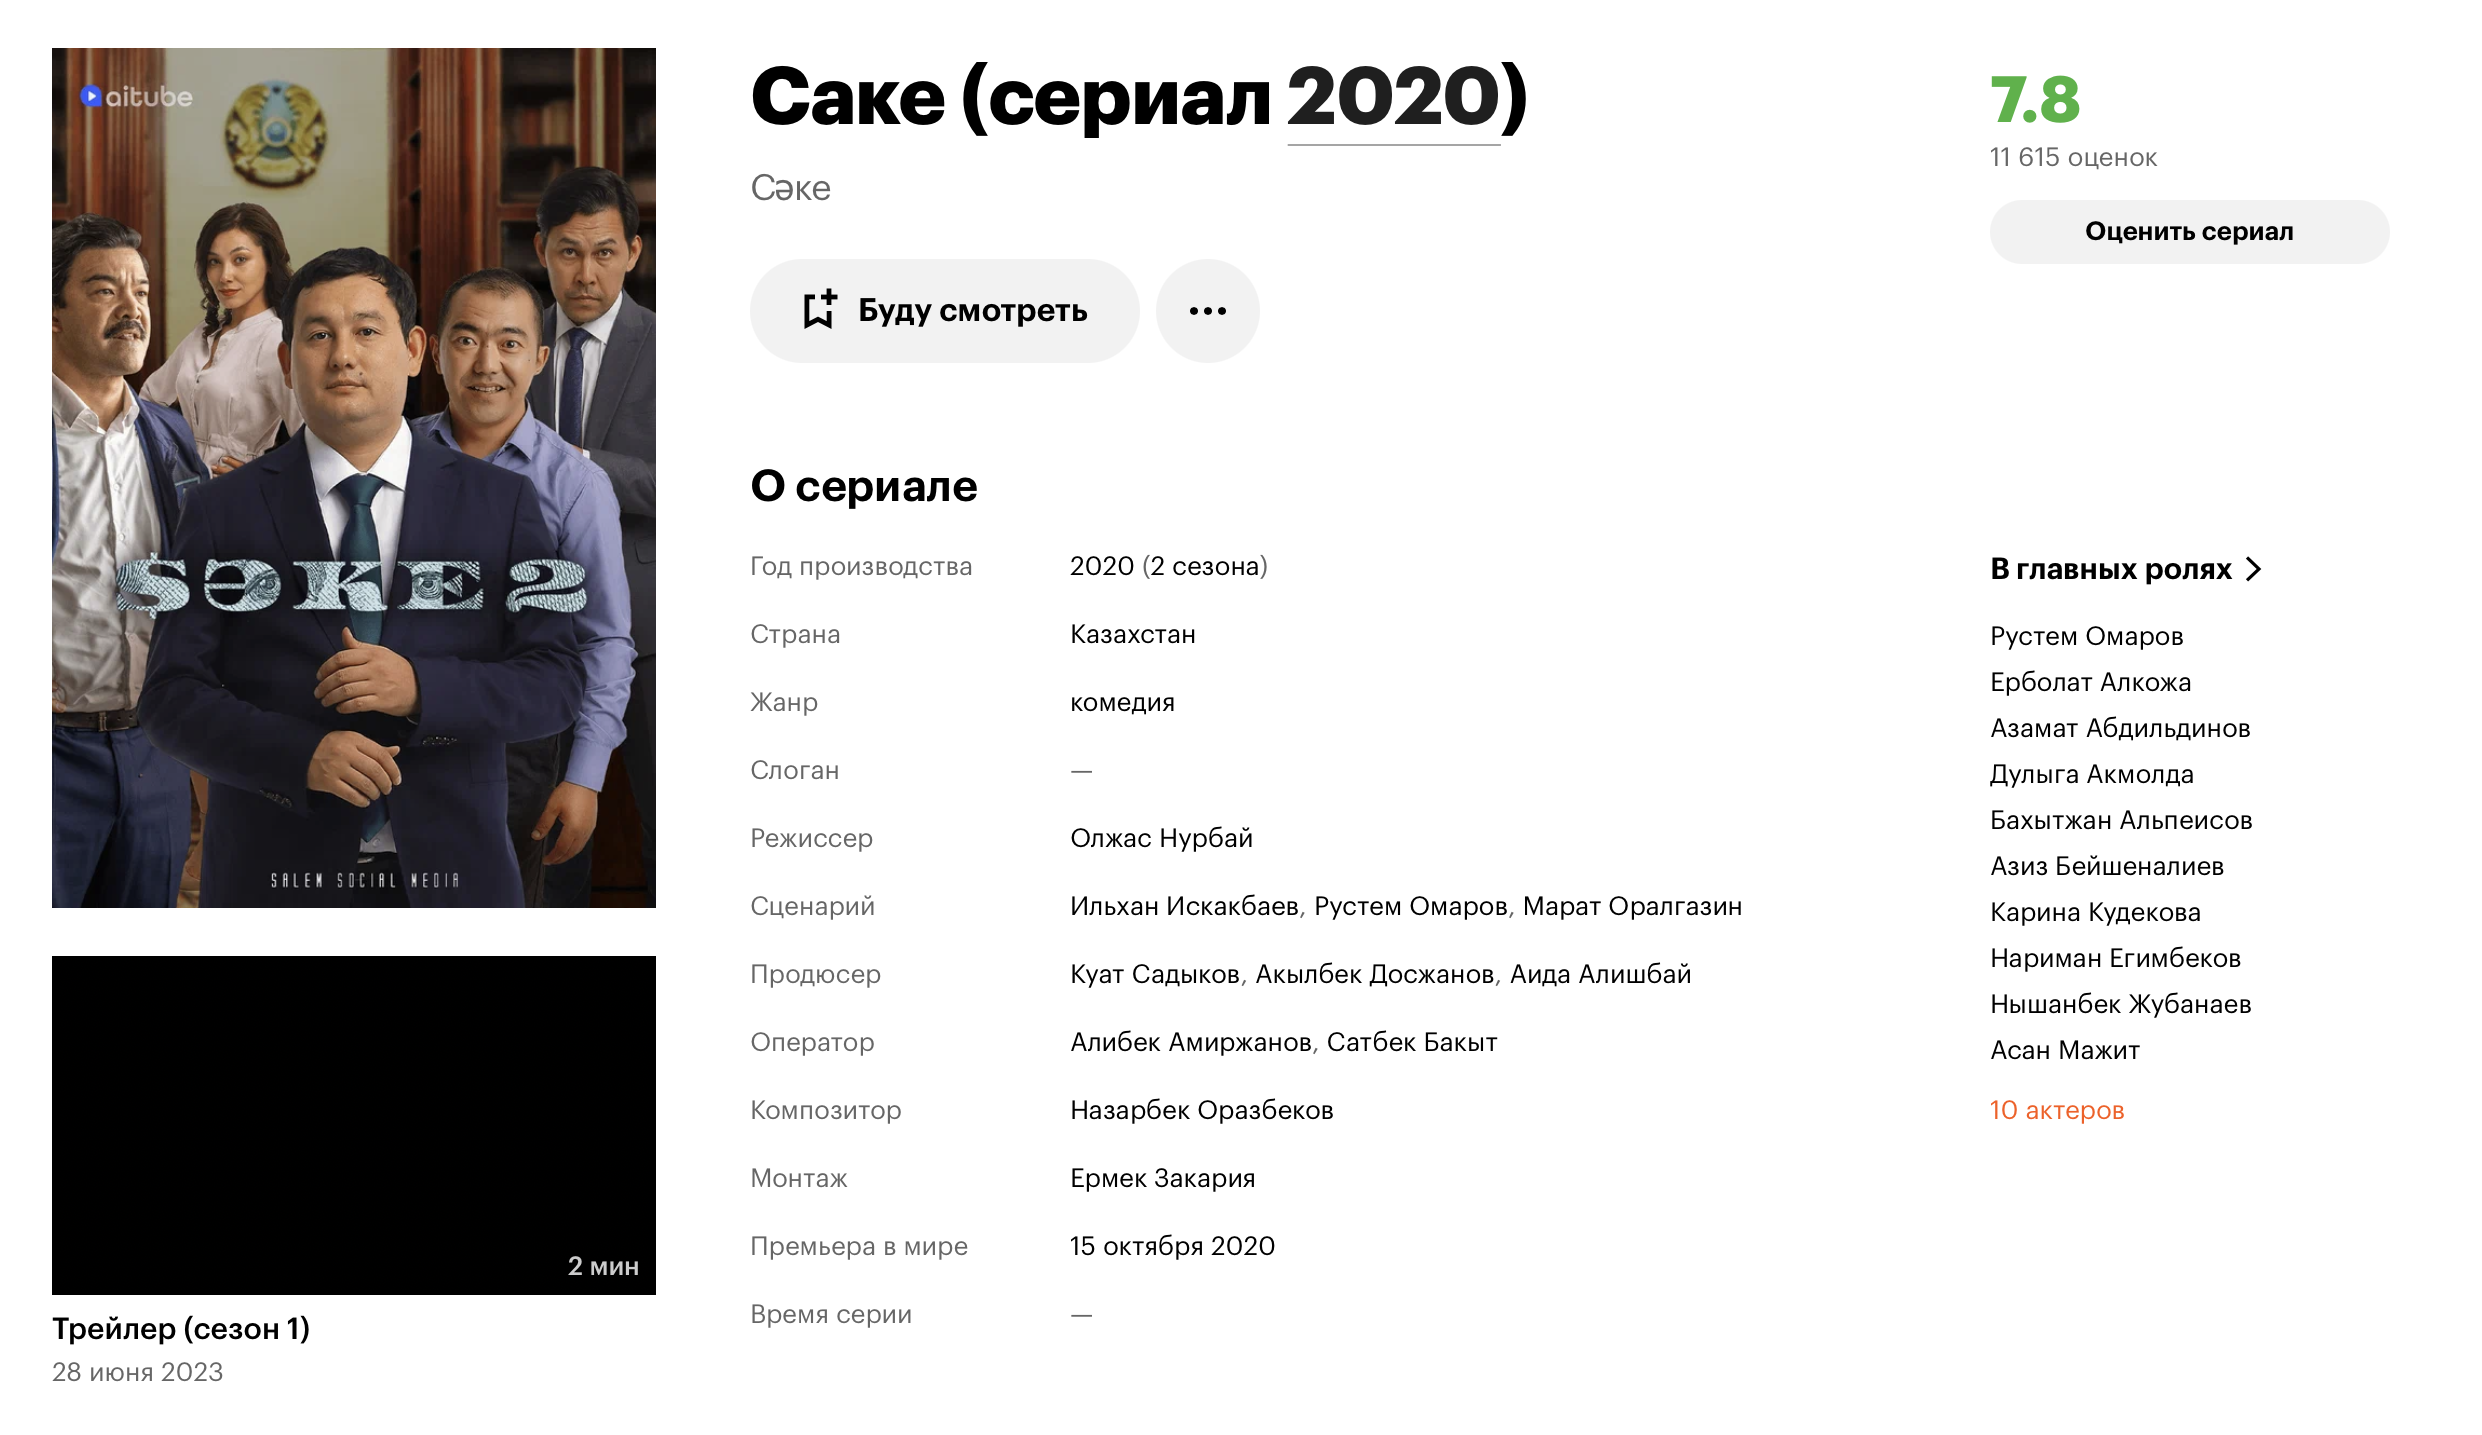 aitube
$ӘKE 2
SALEM SOCIAL MEDIA
2 мин
Трейлер (сезон 1)
28 июня 2023
Саке (сериал 2020)
Сәке
Буду смотреть
О сериале
Год производства 2020 (2 сезона)
Страна Казахстан
Жанр комедия
Слоган —
Режиссер Олжас Нурбай
Сценарий Ильхан Искакбаев, Рустем Омаров, Марат Оралгазин
Продюсер Куат Садыков, Акылбек Досжанов, Аида Алишбай
Оператор Алибек Амиржанов, Сатбек Бакыт
Композитор Назарбек Оразбеков
Монтаж Ермек Закария
Премьера в мире 15 октября 2020
Время серии —
7.8
11 615 оценок
Оценить сериал
В главных ролях
Рустем Омаров
Ерболат Алкожа
Азамат Абдильдинов
Дулыга Акмолда
Бахытжан Альпеисов
Азиз Бейшеналиев
Карина Кудекова
Нариман Егимбеков
Нышанбек Жубанаев
Асан Мажит
10 актеров